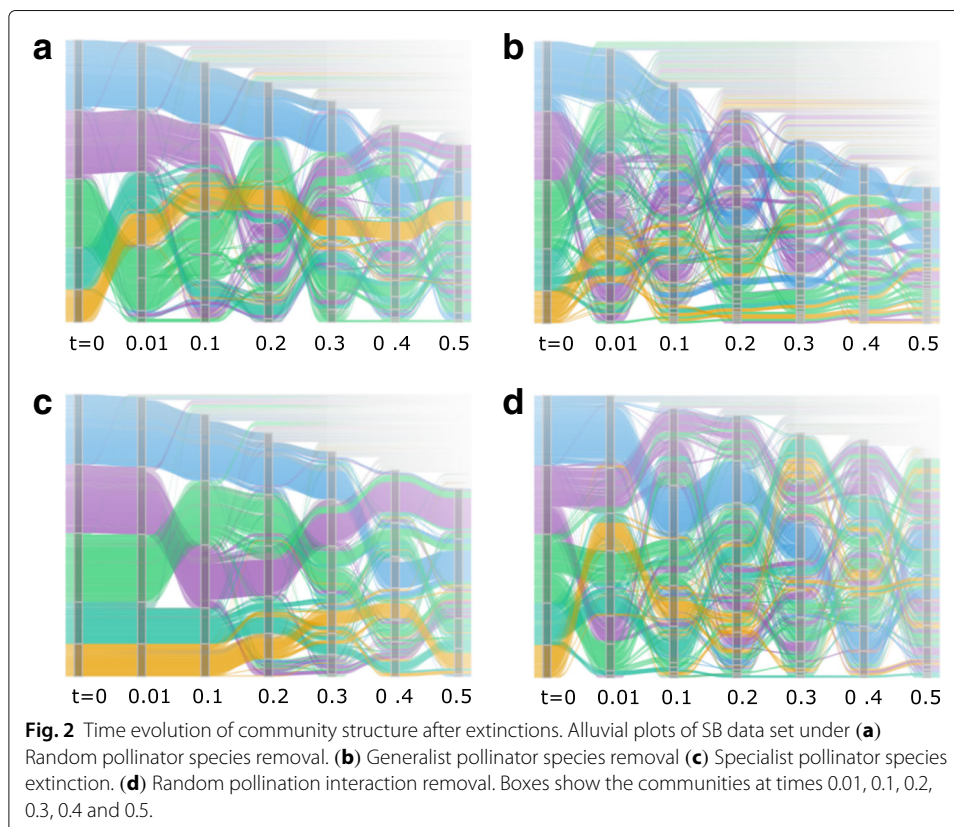 a
b
t=0 0.01 0.1 0.2 0.3 0 .4 0.5
t=0 0.01 0.1 0.2 0.3 0 .4 0.5
c
d
t=0 0.01 0.1 0.2 0.3 0 .4 0.5
t=0 0.01 0.1 0.2 0.3 0 .4 0.5
Fig. 2 Time evolution of community structure after extinctions. Alluvial plots of SB data set under (a)
Random pollinator species removal. (b) Generalist pollinator species removal (c) Specialist pollinator species
extinction. (d) Random pollination interaction removal. Boxes show the communities at times 0.01, 0.1, 0.2,
0.3, 0.4 and 0.5.